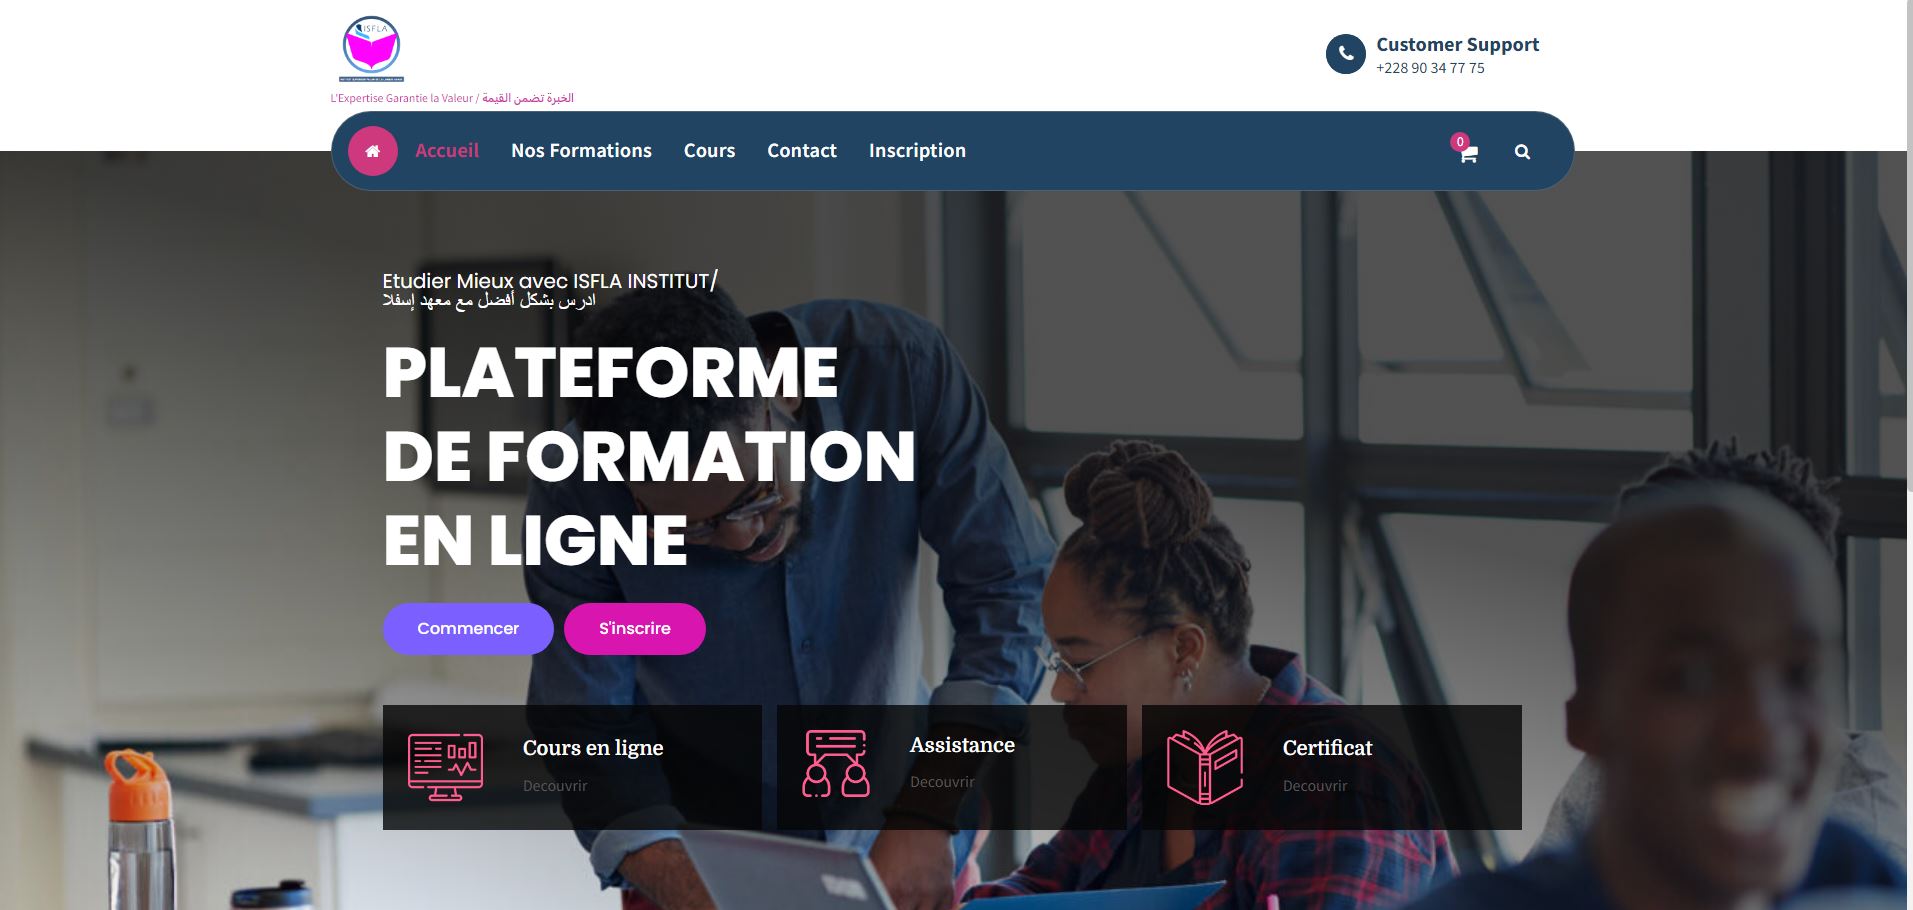 ISFLA
L'Expertise Garantie la Valeur / الخبرة تضمن القيمة
Customer Support
+228 90 34 77 75
Accueil
Nos Formations
Cours
Contact
Inscription
0
Etudier Mieux avec ISFLA INSTITUT/
ادرس بشكل أفضل مع معهد إسفلا
PLATEFORME
DE FORMATION
EN LIGNE
Commencer
S'inscrire
Cours en ligne
Decouvrir
Assistance
Decouvrir
Certificat
Decouvrir